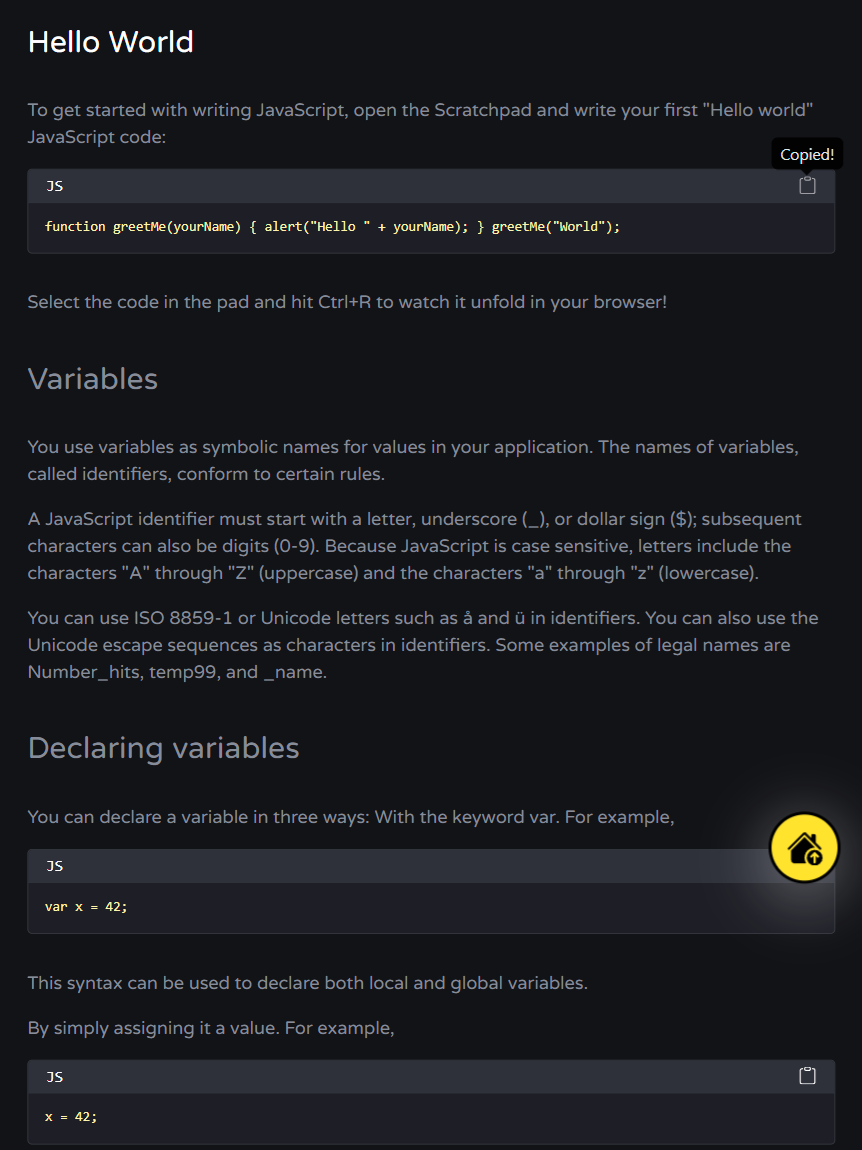 Hello World
To get started with writing JavaScript, open the Scratchpad and write your first "Hello world"
JavaScript code:
Copied!
JS
function greetMe(yourName) { alert("Hello " + yourName); } greetMe("World");
Select the code in the pad and hit Ctrl+R to watch it unfold in your browser!
Variables
You use variables as symbolic names for values in your application. The names of variables,
called identifiers, conform to certain rules.
A JavaScript identifier must start with a letter, underscore (_), or dollar sign ($); subsequent
characters can also be digits (0-9). Because JavaScript is case sensitive, letters include the
characters "A" through "Z" (uppercase) and the characters "a" through "z" (lowercase).
You can use ISO 8859-1 or Unicode letters such as å and ü in identifiers. You can also use the
Unicode escape sequences as characters in identifiers. Some examples of legal names are
Number_hits, temp99, and _name.
Declaring variables
You can declare a variable in three ways: With the keyword var. For example,
JS
var x = 42;
This syntax can be used to declare both local and global variables.
By simply assigning it a value. For example,
JS
x = 42;